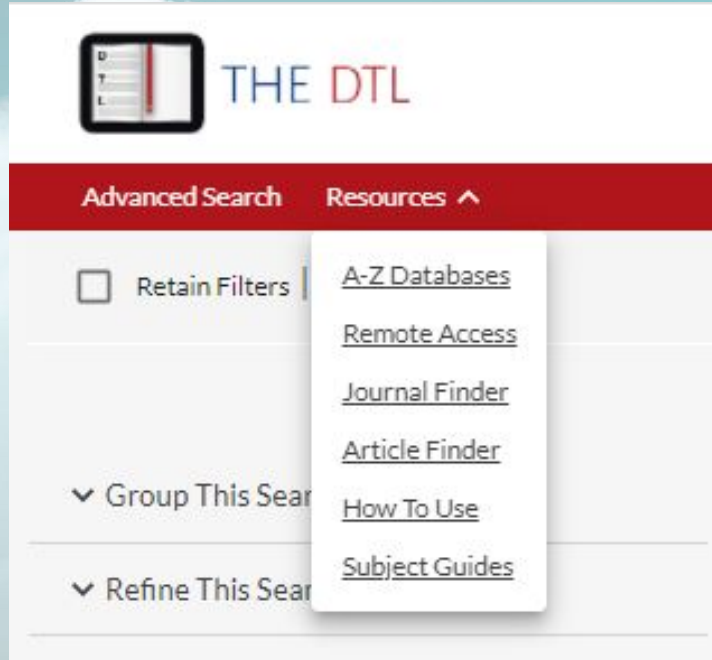 D
T
L
THE DTL
Advanced Search Resources
Retain Filters
A-Z Databases
Remote Access
Journal Finder
Article Finder
Group This Sear
How To Use
Subject Guides
Refine This Sear